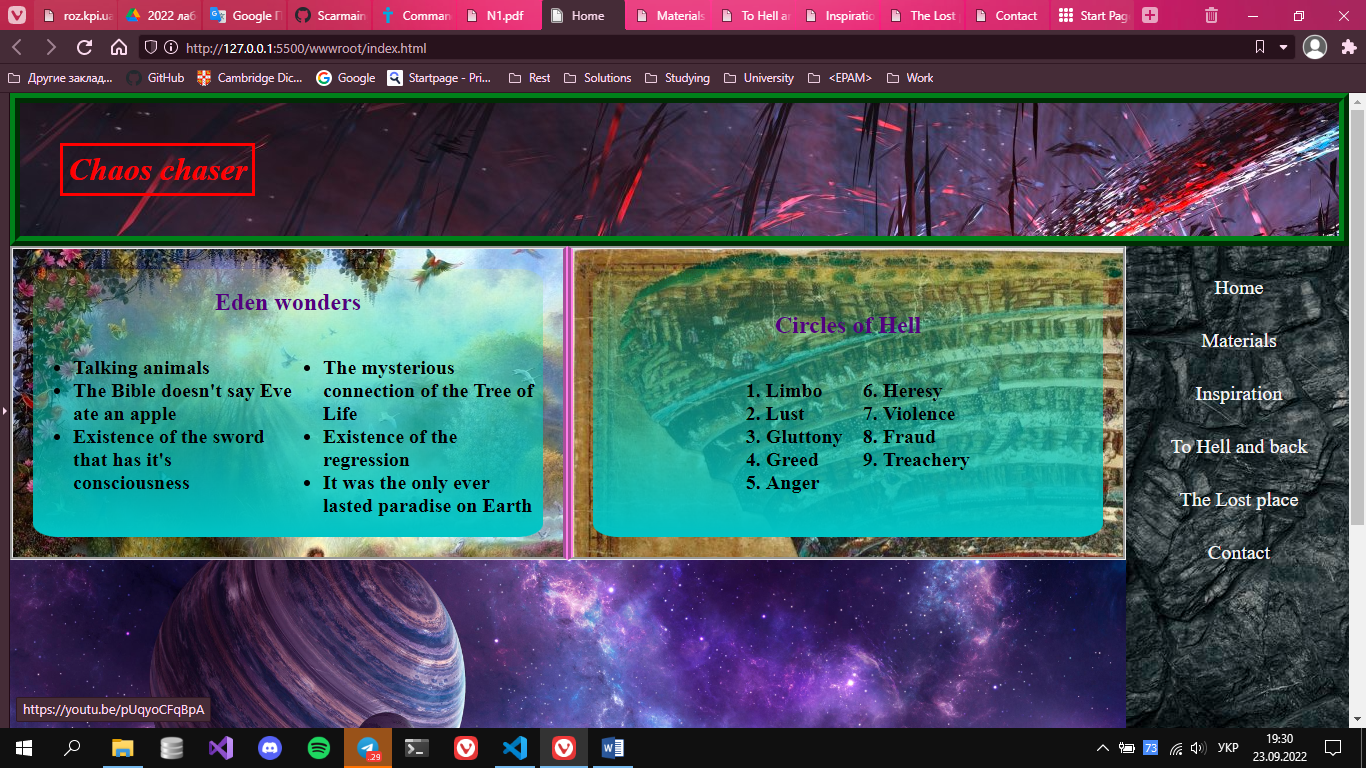 roz.kpi.ua
2022 лаб
Google П
Scarmain
Comman
N1.pdf
Home
Materials
To Hell an
Inspiratio
The Lost
Contact
Start Pag
http://127.0.0.1:5500/wwwroot/index.html
Другие заклад...
GitHub
Cambridge Dic...
Google
Startpage - Pri...
Rest
Solutions
Studying
University
<EPAM>
Work
Chaos chaser
Eden wonders
Talking animals
The Bible doesn't say Eve
ate an apple
Existence of the sword
that has it's
consciousness
The mysterious
connection of the Tree of
Life
Existence of the
regression
It was the only ever
lasted paradise on Earth
Circles of Hell
1. Limbo
2. Lust
3. Gluttony
4. Greed
5. Anger
6. Heresy
7. Violence
8. Fraud
9. Treachery
Home
Materials
Inspiration
To Hell and back
The Lost place
Contact
https://youtu.be/pUqyoCFqBpA
.29
73
УКР
19:30
23.09.2022